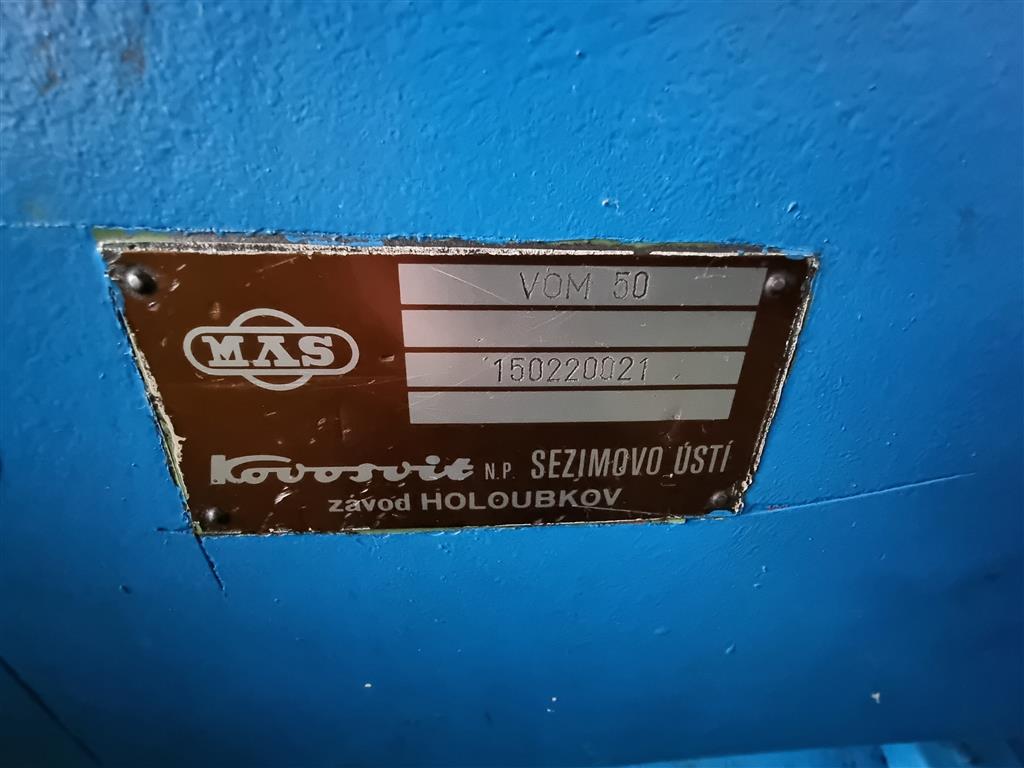 VOM 50
MAS
150220021
Kovosvit N.P. SEZIMOVO ÚSTÍ
závod HOLOUBKOV